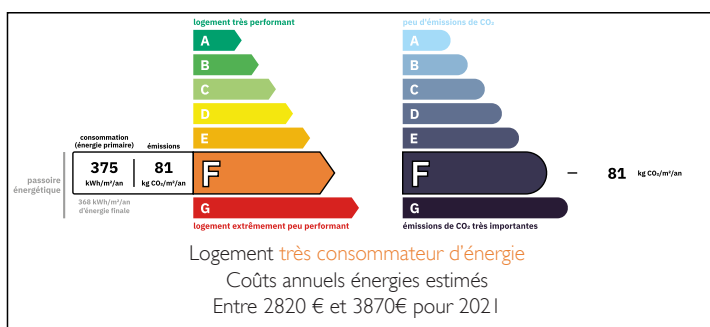 logement très performant
A
B
C
D
E
F
G
logement extrêmement peu performant
consommation
(énergie primaire)
émissions
375
kWh/m²/an
81
kg CO₂/m²/an
passoire
énergétique
368 kWh/m²/an
d'énergie finale
peu d'émissions de CO₂
A
B
C
D
E
F
G
émissions de CO₂ très importantes
81 kg CO₂/m²/an
Logement très consommateur d'énergie
Coûts annuels énergies estimés
Entre 2820 € et 3870€ pour 2021